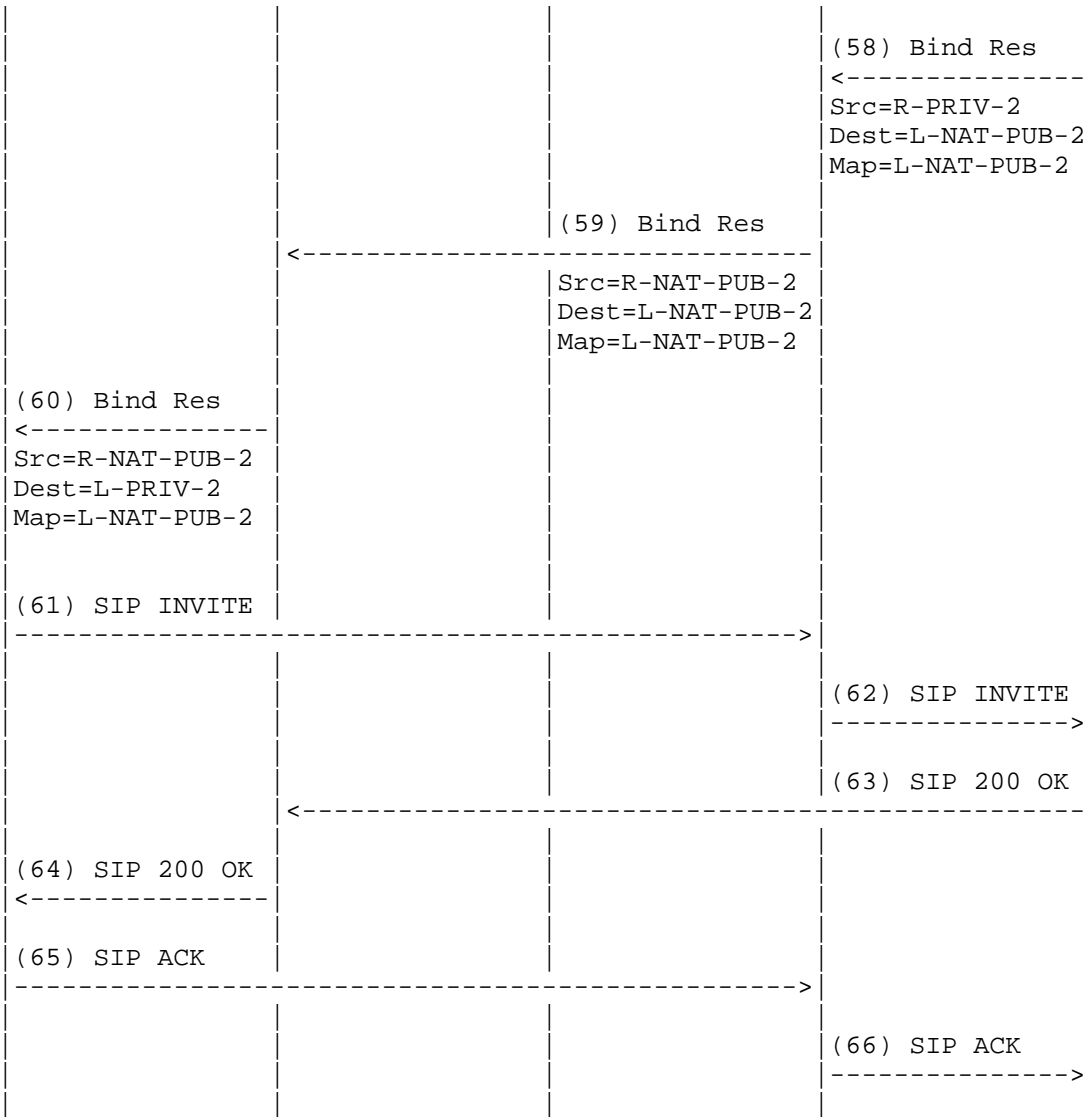 (58) Bind Res
<---------------
Src=R-PRIV-2
Dest=L-NAT-PUB-2
Map=L-NAT-PUB-2
(59) Bind Res
<--------------------------------
Src=R-NAT-PUB-2
Dest=L-NAT-PUB-2
Map=L-NAT-PUB-2
(60) Bind Res
<---------------
Src=R-NAT-PUB-2
Dest=L-PRIV-2
Map=L-NAT-PUB-2
(61) SIP INVITE
------------------------------------------------->
(62) SIP INVITE
--------------->
(63) SIP 200 OK
<-------------------------------------------------
(64) SIP 200 OK
<---------------
(65) SIP ACK
------------------------------------------------->
(66) SIP ACK
--------------->